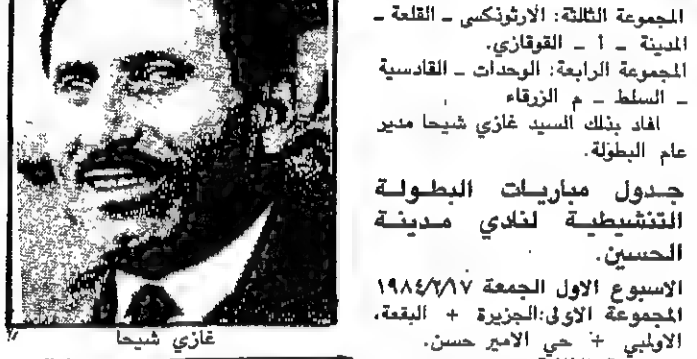 المجموعة الثالثة: الارثوذكسي ـ القلعة ـ
المدينة ـ أ ـ القوقازي.
المجموعة الرابعة: الوحدات ـ القادسية
ـ السلط ـ م الزرقاء
افاد بذلك السيد غازي شيحا مدير
عام البطولة.
جدول مباريات البطولة
التنشيطية لنادي مدينة
الحسين.
الاسبوع الاول الجمعة ١٩٨٤/٢/١٧
المجموعة الاولى:الجزيرة + البقعة،
الاولمبي + حي الامير حسن.
غازي شيحا